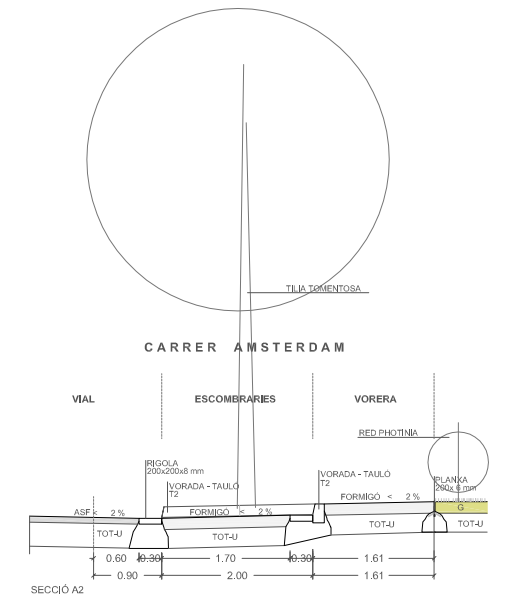 TILIA TOMENTOSA
CARRER AMSTERDAM
VIAL
ESCOMBRARIES
VORERA
RED PHOTINIA
RIGOLA
200x200x8 mm
VORADA - TAULÓ
T2
VORADA - TAULÓ
T2
PLANXA
200x 6 mm
FORMIGÓ < 2 %
ASF < 2 %
FORMIGÓ < 2 %
G
TOT-U
TOT-U
TOT-U
TOT-U
0.60 0.30 1.70 0.30 1.61
0.90 2.00 1.61
SECCIÓ A2